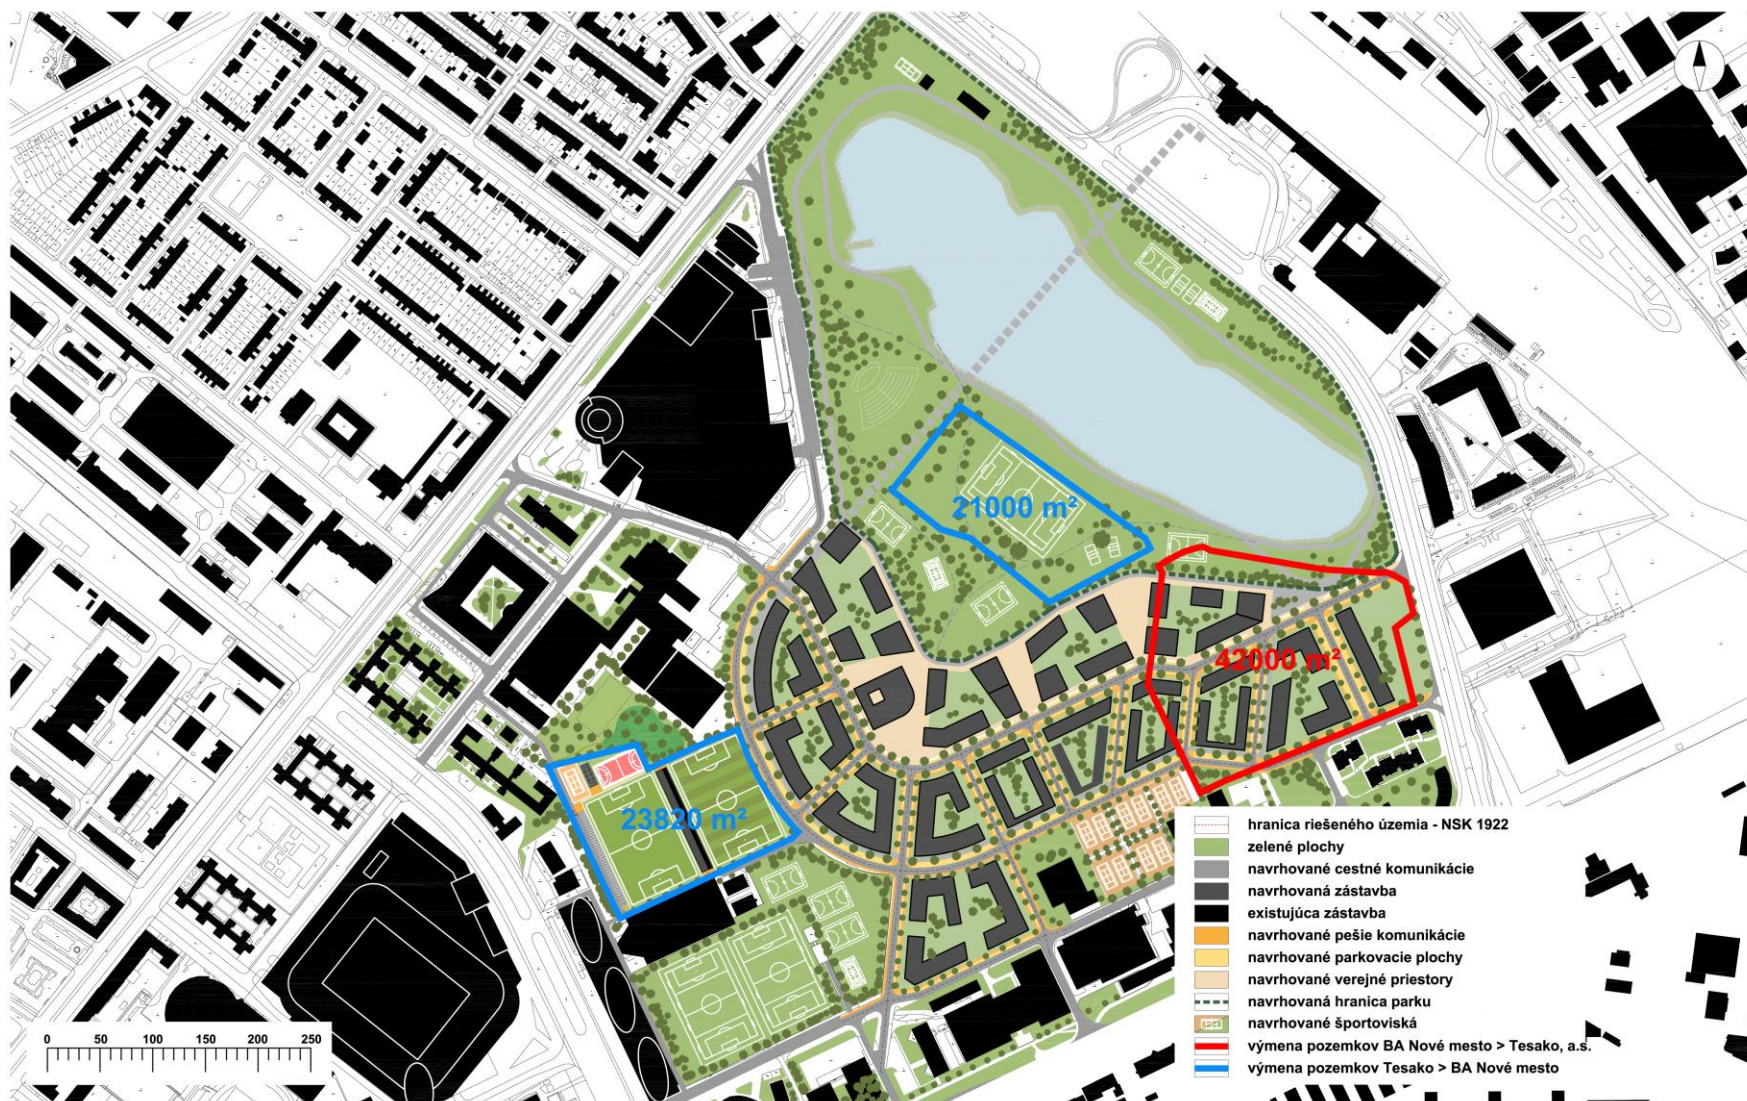 21000 m²
42000 m²
23820 m²
hranica riešeného územia - NSK 1922
zelené plochy
navrhované cestné komunikácie
navrhovaná zástavba
existujúca zástavba
navrhované pešie komunikácie
navrhované parkovacie plochy
navrhované verejné priestory
navrhovaná hranica parku
navrhované športoviská
výmena pozemkov BA Nové mesto > Tesako, a.s.
výmena pozemkov Tesako > BA Nové mesto
0 50 100 150 200 250